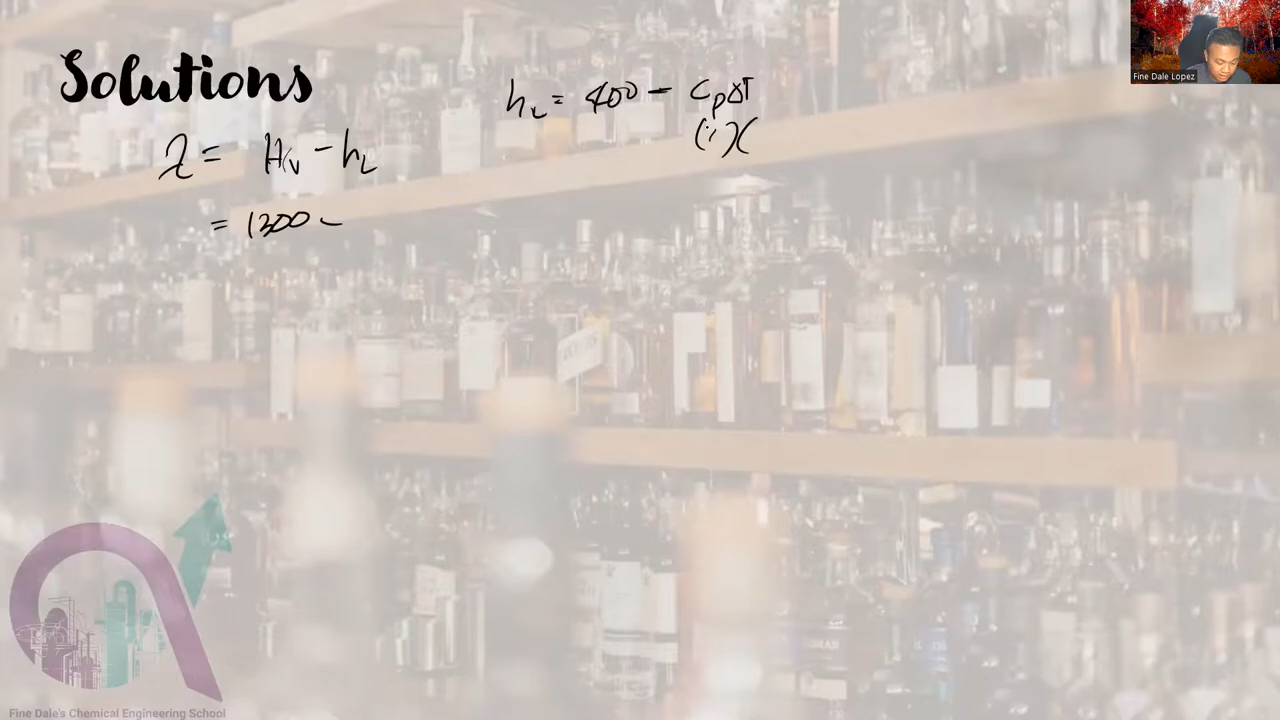 Solutions
λ = Hv - hL
= 1300
hL = 400 - CpΔT
Fine Dale Lopez
Fine Dale's Chemical Engineering School